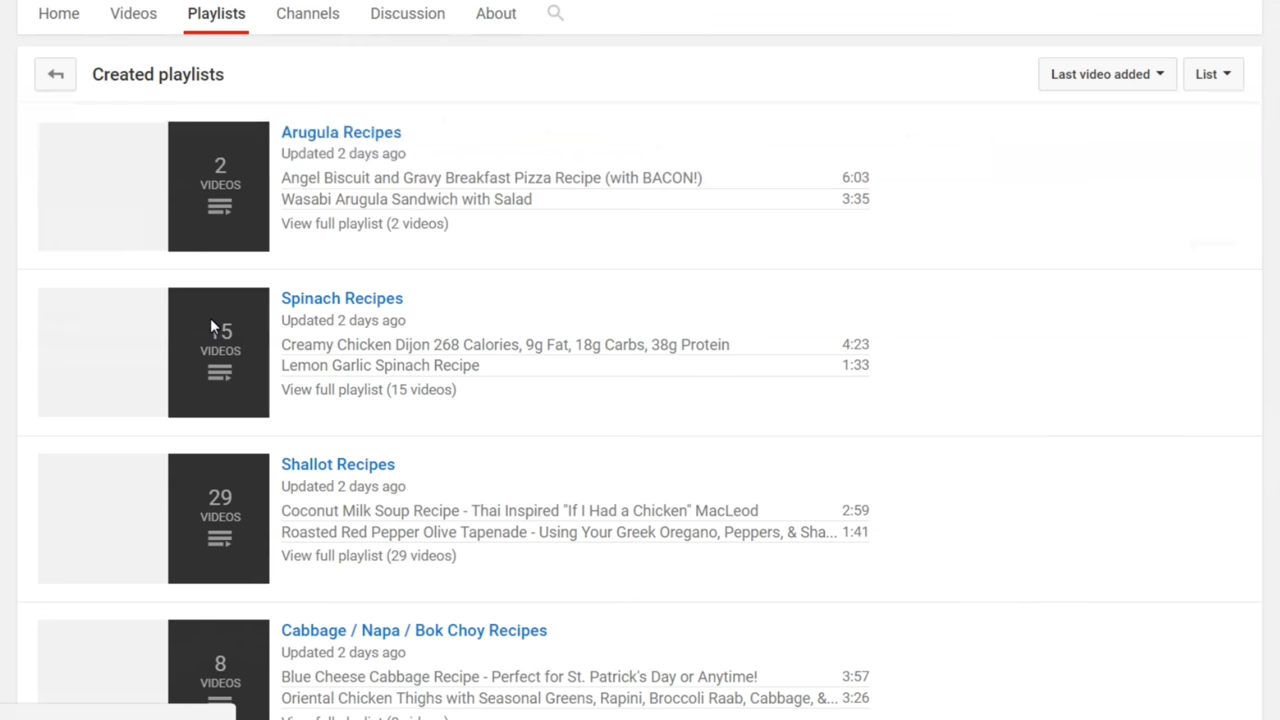 Home Videos Playlists Channels Discussion About
Created playlists Last video added List
2 VIDEOS
Arugula Recipes
Updated 2 days ago
Angel Biscuit and Gravy Breakfast Pizza Recipe (with BACON!) 6:03
Wasabi Arugula Sandwich with Salad 3:35
View full playlist (2 videos)
15 VIDEOS
Spinach Recipes
Updated 2 days ago
Creamy Chicken Dijon 268 Calories, 9g Fat, 18g Carbs, 38g Protein 4:23
Lemon Garlic Spinach Recipe 1:33
View full playlist (15 videos)
29 VIDEOS
Shallot Recipes
Updated 2 days ago
Coconut Milk Soup Recipe - Thai Inspired "If I Had a Chicken" MacLeod 2:59
Roasted Red Pepper Olive Tapenade - Using Your Greek Oregano, Peppers, & Sha... 1:41
View full playlist (29 videos)
8 VIDEOS
Cabbage / Napa / Bok Choy Recipes
Updated 2 days ago
Blue Cheese Cabbage Recipe - Perfect for St. Patrick's Day or Anytime! 3:57
Oriental Chicken Thighs with Seasonal Greens, Rapini, Broccoli Raab, Cabbage, &... 3:26